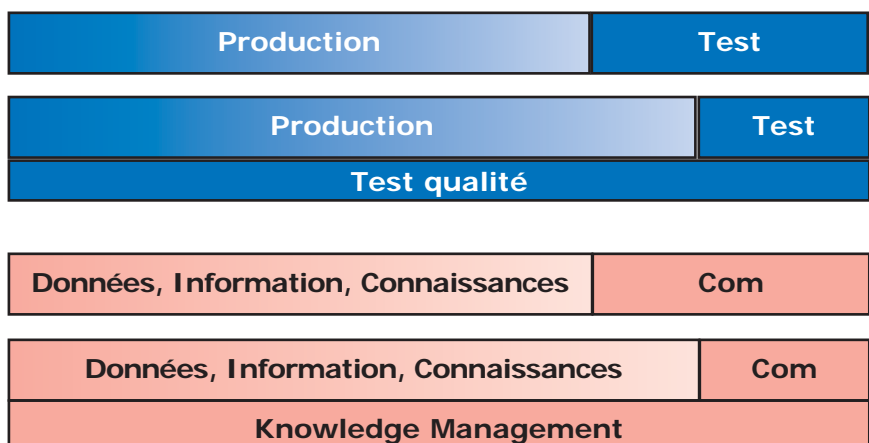 Production Test
Production Test
Test qualité
Données, Information, Connaissances Com
Données, Information, Connaissances Com
Knowledge Management